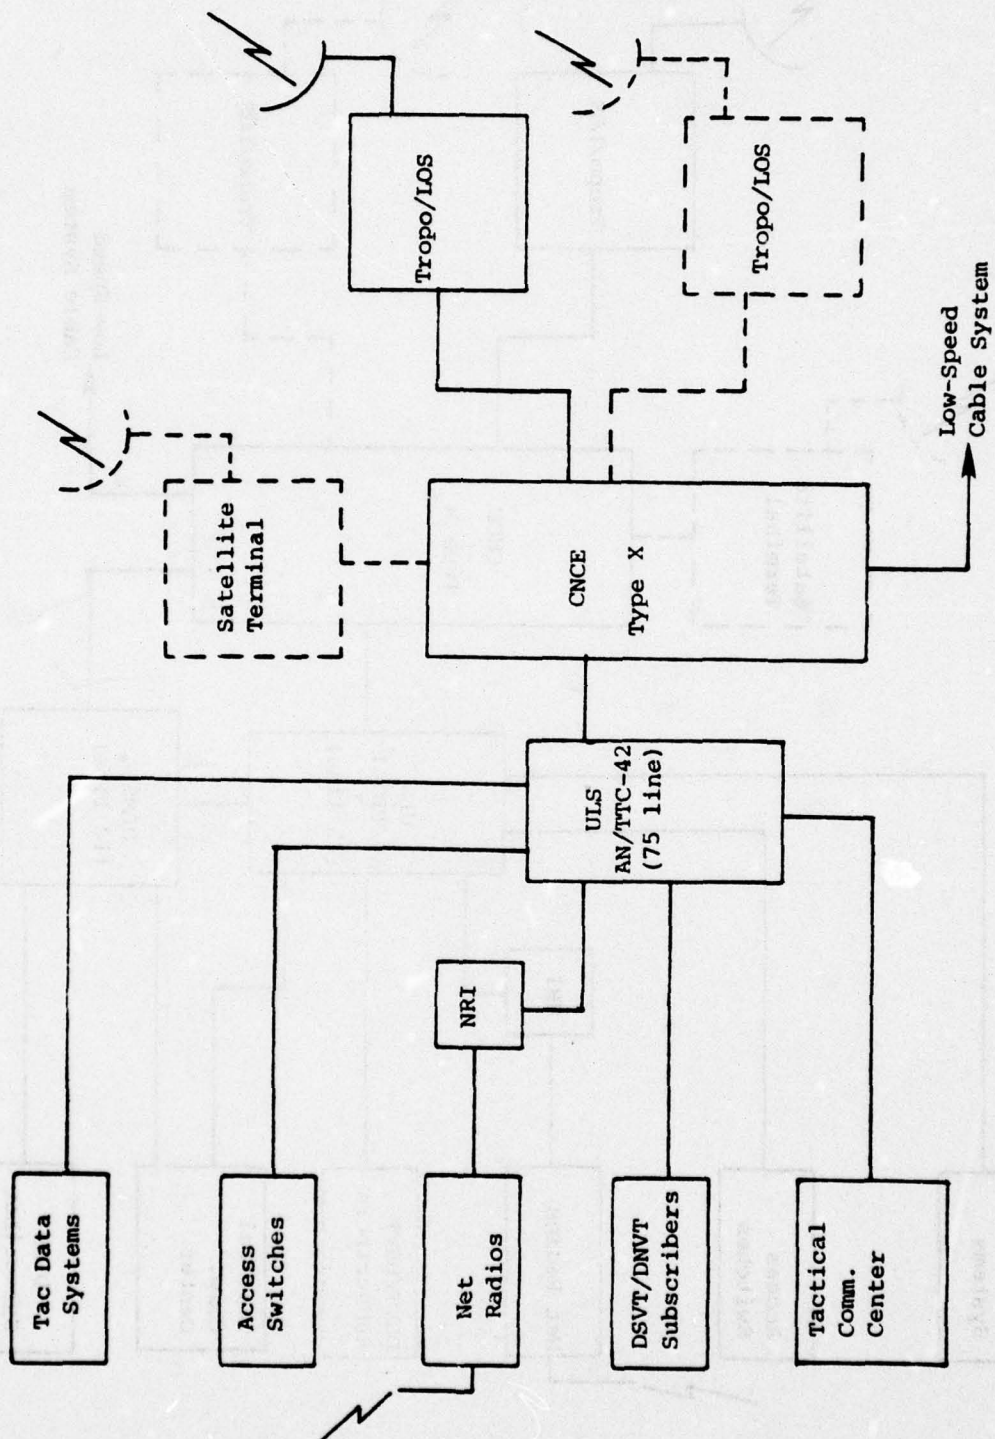 Tac Data
Systems
Access
Switches
Net
Radios
DSVT/DNVT
Subscribers
Tactical
Comm.
Center
NRI
ULS
AN/TTC-42
(75 line)
Satellite
Terminal
CNCE
Type X
Tropo/LOS
Tropo/LOS
Low-Speed
Cable System